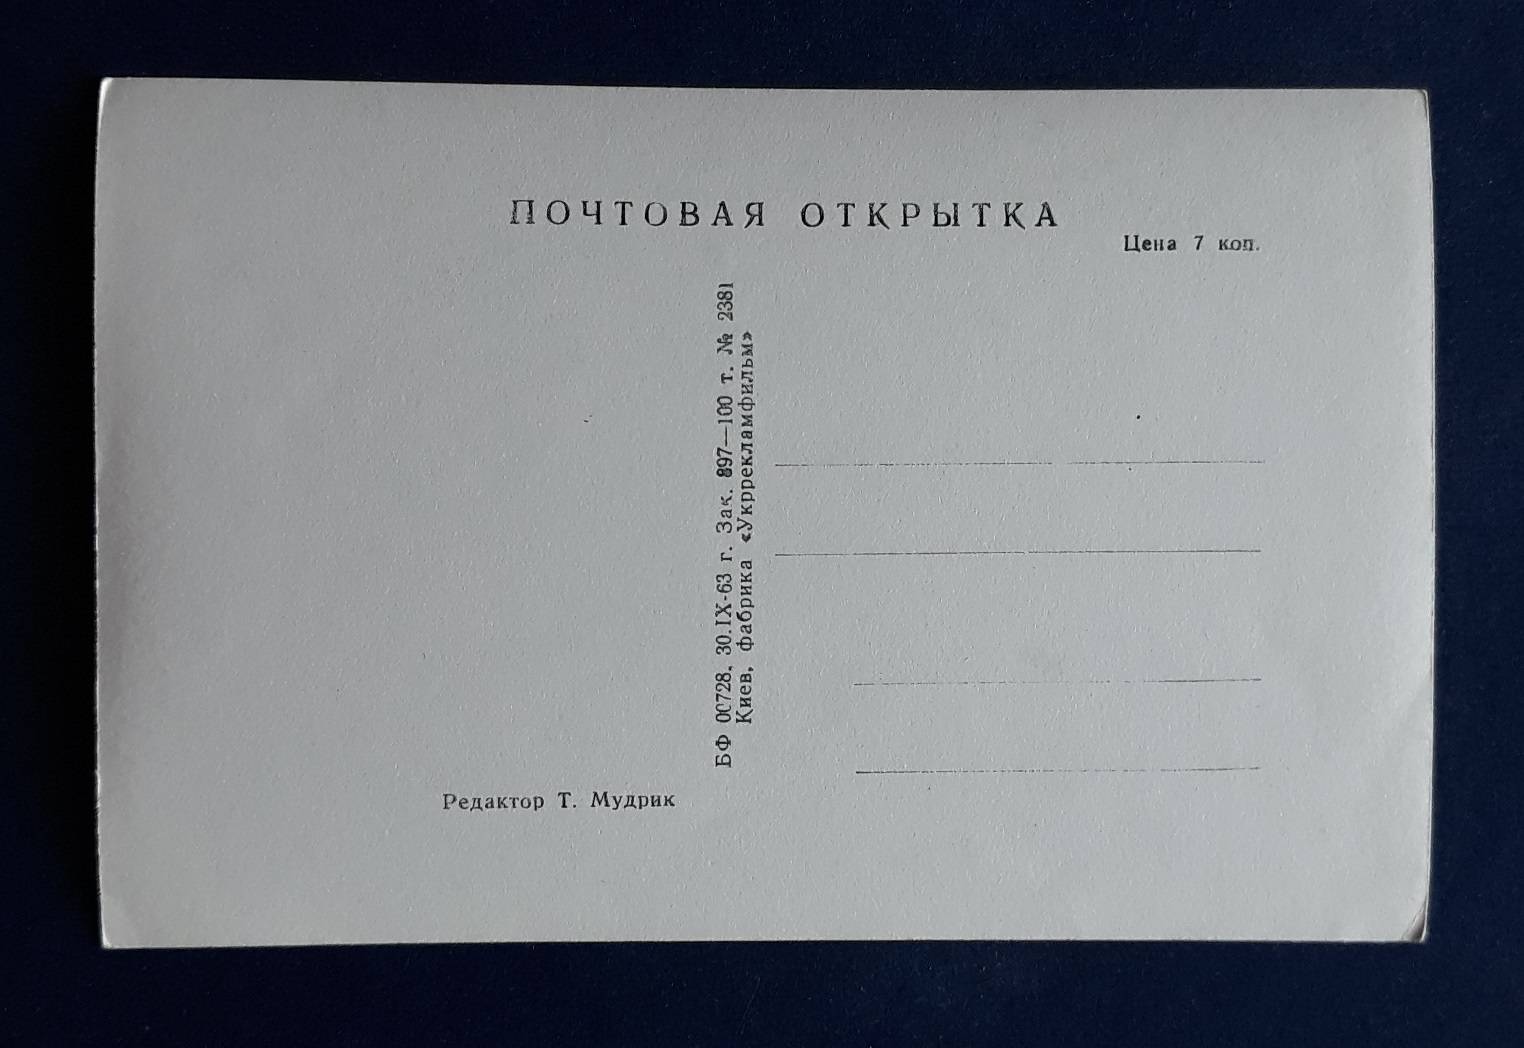 ПОЧТОВАЯ ОТКРЫТКА
Цена 7 коп.
БФ 00728. 30.IX-63 г. Зак. 897—100 т. № 2381
Киев, фабрика «Укррекламфильм»
Редактор Т. Мудрик